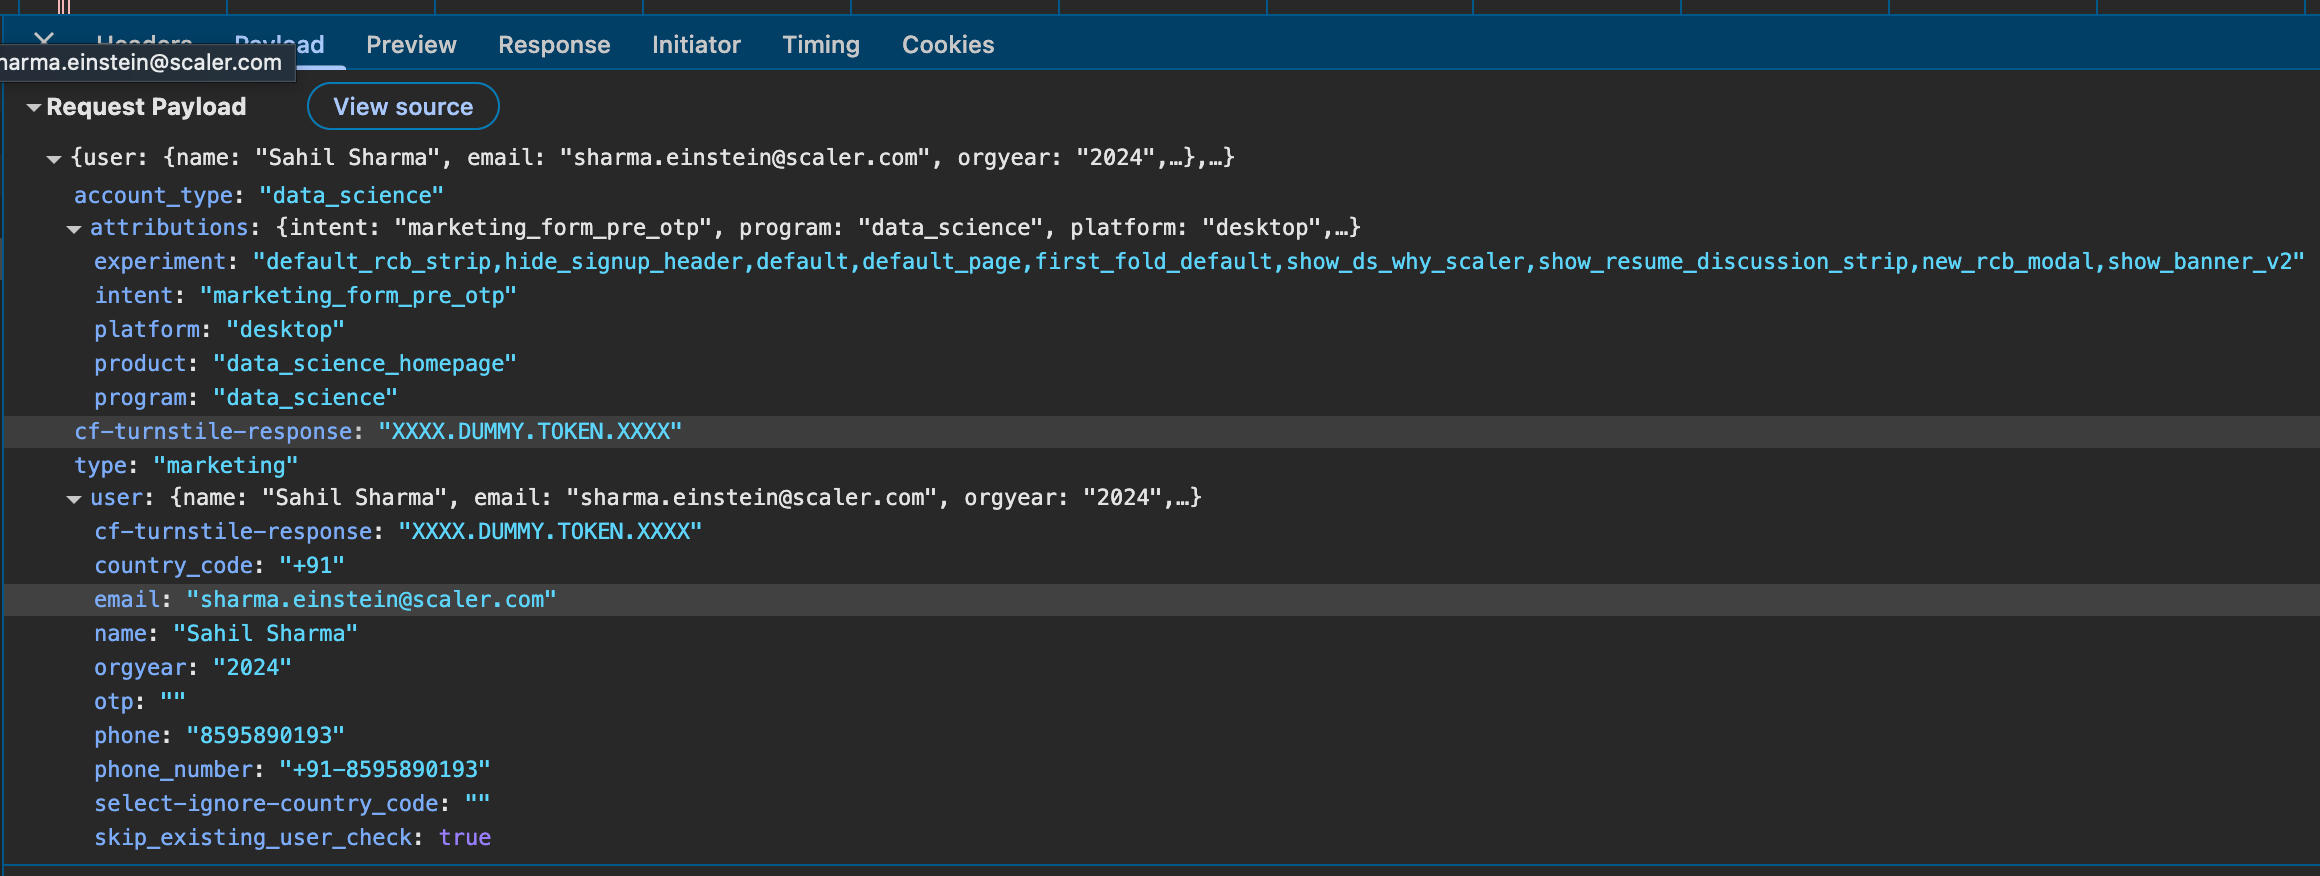 Headers Payload Preview Response Initiator Timing Cookies
harma.einstein@scaler.com
Request Payload View source
{user: {name: "Sahil Sharma", email: "sharma.einstein@scaler.com", orgyear: "2024",…},…}
account_type: "data_science"
attributions: {intent: "marketing_form_pre_otp", program: "data_science", platform: "desktop",…}
experiment: "default_rcb_strip,hide_signup_header,default,default_page,first_fold_default,show_ds_why_scaler,show_resume_discussion_strip,new_rcb_modal,show_banner_v2"
intent: "marketing_form_pre_otp"
platform: "desktop"
product: "data_science_homepage"
program: "data_science"
cf-turnstile-response: "XXXX.DUMMY.TOKEN.XXXX"
type: "marketing"
user: {name: "Sahil Sharma", email: "sharma.einstein@scaler.com", orgyear: "2024",…}
cf-turnstile-response: "XXXX.DUMMY.TOKEN.XXXX"
country_code: "+91"
email: "sharma.einstein@scaler.com"
name: "Sahil Sharma"
orgyear: "2024"
otp: ""
phone: "8595890193"
phone_number: "+91-8595890193"
select-ignore-country_code: ""
skip_existing_user_check: true